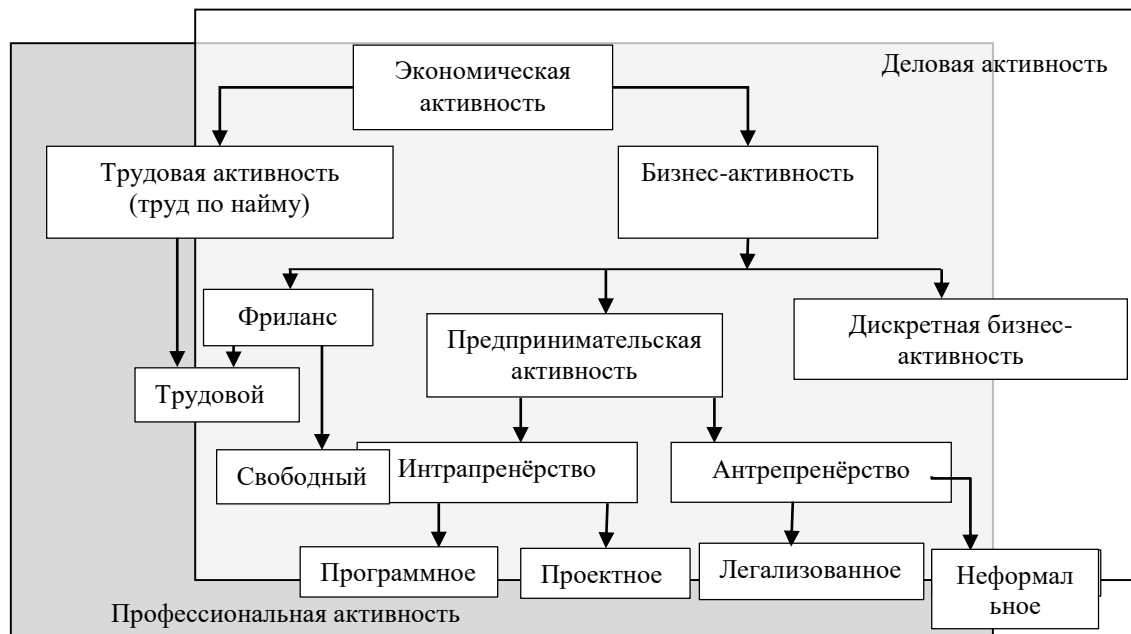 Экономическая
активность
Деловая активность
Трудовая активность
(труд по найму)
Бизнес-активность
Фриланс
Предпринимательская
активность
Дискретная бизнес-
активность
Трудовой
Свободный
Интрапренёрство
Антрепренёрство
Программное
Проектное
Легализованное
Неформал
ьное
Профессиональная активность